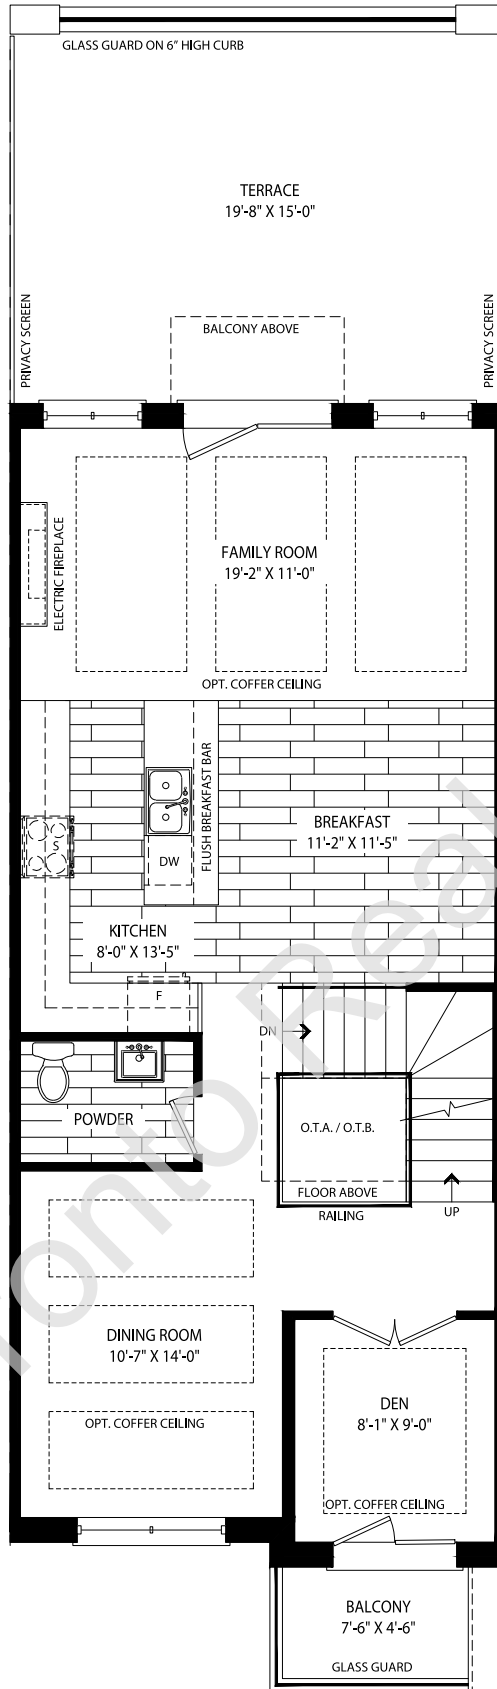 GLASS GUARD ON 6" HIGH CURB
TERRACE
19'-8" X 15'-0"
PRIVACY SCREEN
PRIVACY SCREEN
BALCONY ABOVE
ELECTRIC FIREPLACE
FAMILY ROOM
19'-2" X 11'-0"
OPT. COFFER CEILING
FLUSH BREAKFAST BAR
BREAKFAST
11'-2" X 11'-5"
S
DW
KITCHEN
8'-0" X 13'-5"
F
DN
POWDER
O.T.A. / O.T.B.
FLOOR ABOVE
RAILING
UP
DINING ROOM
10'-7" X 14'-0"
OPT. COFFER CEILING
DEN
8'-1" X 9'-0"
OPT. COFFER CEILING
BALCONY
7'-6" X 4'-6"
GLASS GUARD
ronto Real